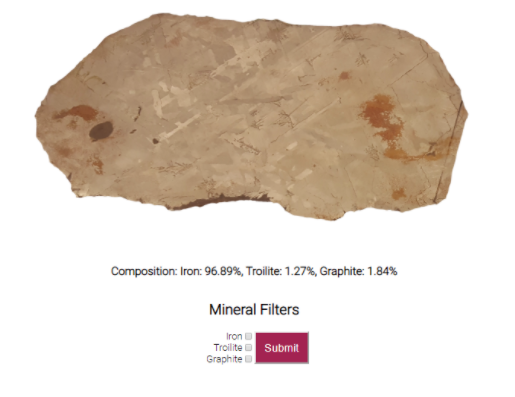 Composition: Iron: 96.89%, Troilite: 1.27%, Graphite: 1.84%
Mineral Filters
Iron
Troilite
Graphite
Submit